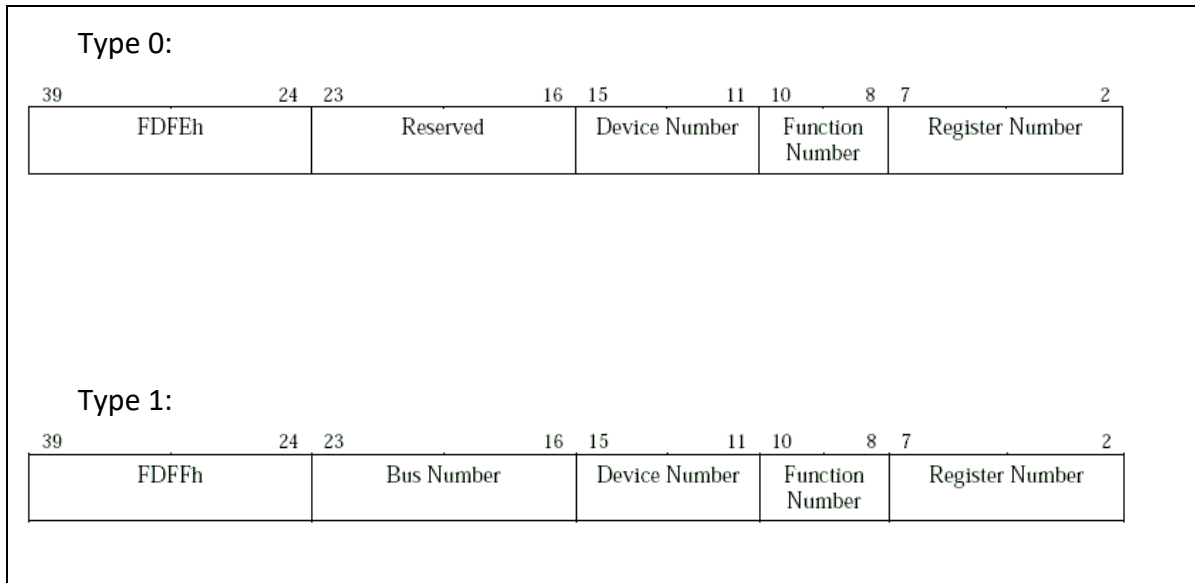 Type 0:
39 24 23 16 15 11 10 8 7 2
FDFEh Reserved Device Number Function Register Number
Number
Type 1:
39 24 23 16 15 11 10 8 7 2
FDFFh Bus Number Device Number Function Register Number
Number